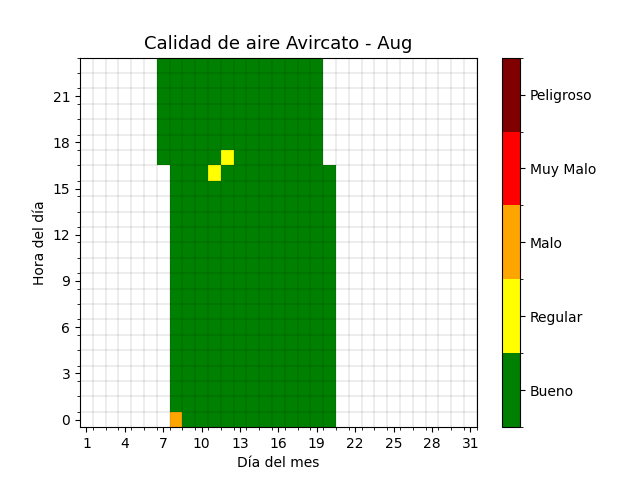 Calidad de aire Avircato - Aug
Hora del día
21
18
15
12
9
6
3
0
1 4 7 10 13 16 19 22 25 28 31
Día del mes
Peligroso
Muy Malo
Malo
Regular
Bueno